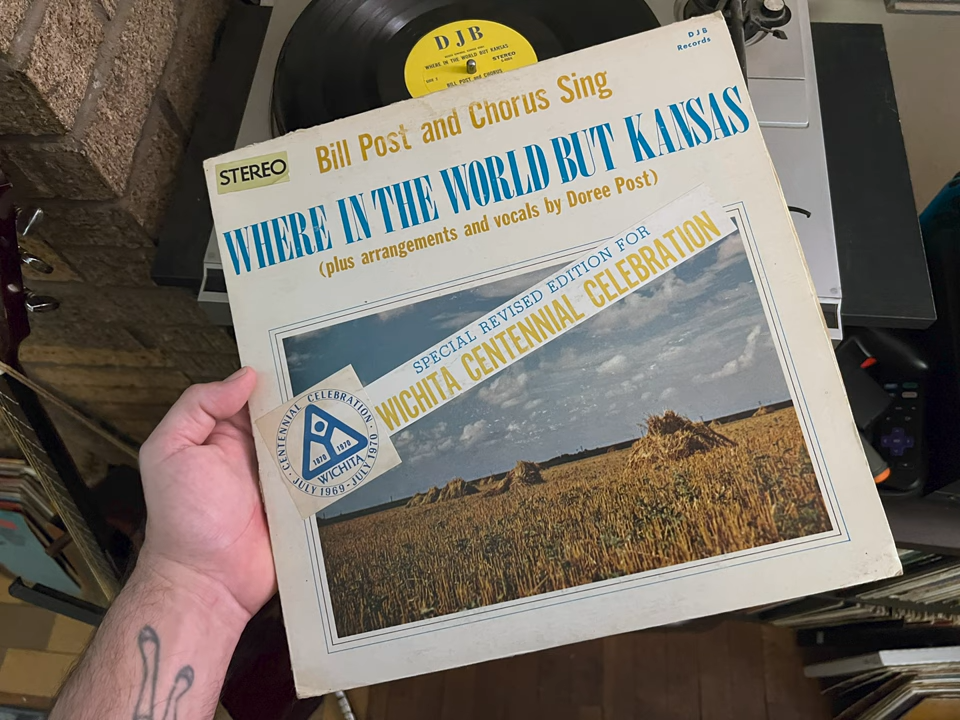 DJB
WHERE IN THE WORLD BUT KANSAS
STEREO
BILL POST and CHORUS
DJB
Records
Bill Post and Chorus Sing
STEREO
WHERE IN THE WORLD BUT KANSAS
(plus arrangements and vocals by Doree Post)
SPECIAL REVISED EDITION FOR
WICHITA CENTENNIAL CELEBRATION
CENTENNIAL CELEBRATION
1870 1970
WICHITA
JULY 1969-JULY 1970